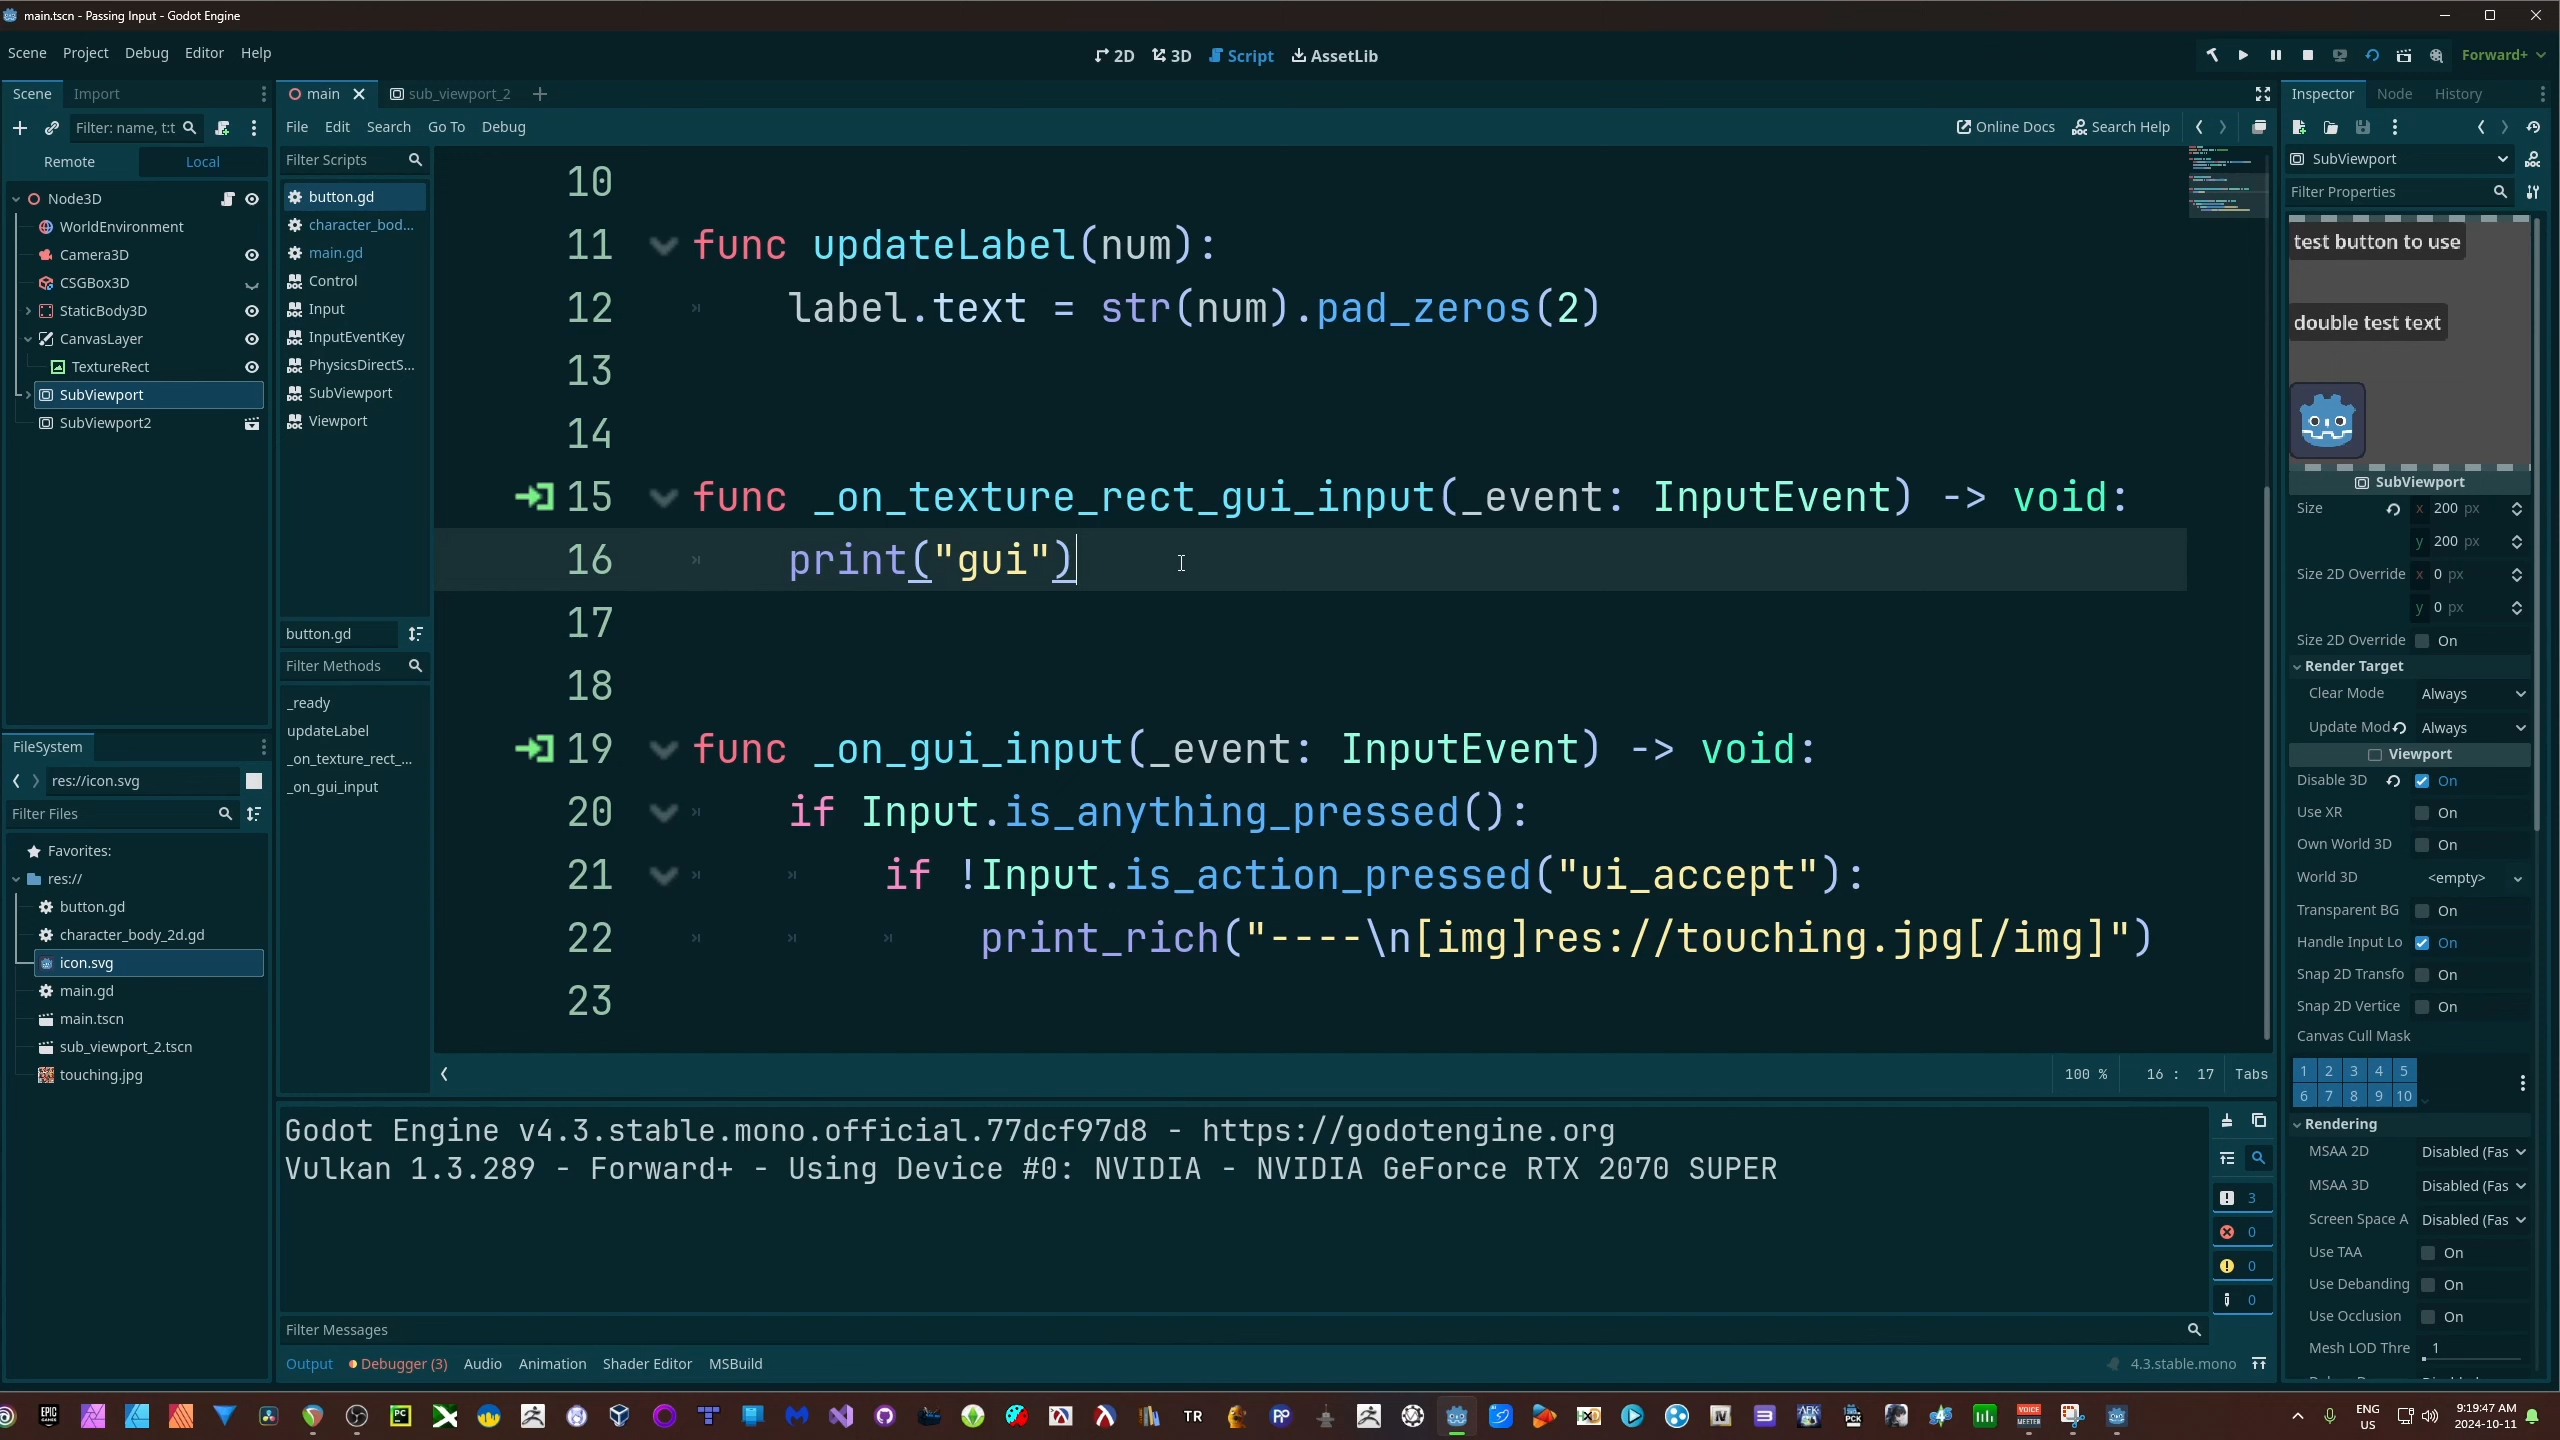 main.tscn - Passing Input - Godot Engine
Scene Project Debug Editor Help
2D 3D Script AssetLib
Forward+
Scene Import
Filter: name, t:t
Remote Local
Node3D
WorldEnvironment
Camera3D
CSGBox3D
StaticBody3D
CanvasLayer
TextureRect
SubViewport
SubViewport2
FileSystem
res://icon.svg
Filter Files
Favorites:
res://
button.gd
character_body_2d.gd
icon.svg
main.gd
main.tscn
sub_viewport_2.tscn
touching.jpg
main sub_viewport_2
File Edit Search Go To Debug
Online Docs Search Help
Filter Scripts
button.gd
character_bod...
main.gd
Control
Input
InputEventKey
PhysicsDirectS...
SubViewport
Viewport
button.gd
Filter Methods
_ready
updateLabel
_on_texture_rect_...
_on_gui_input
10
11 func updateLabel(num):
12 label.text = str(num).pad_zeros(2)
13
14
15 func _on_texture_rect_gui_input(_event: InputEvent) -> void:
16 print("gui")
17
18
19 func _on_gui_input(_event: InputEvent) -> void:
20 if Input.is_anything_pressed():
21 if !Input.is_action_pressed("ui_accept"):
22 print_rich("----\n[img]res://touching.jpg[/img]")
23
100 % 16 : 17 Tabs
Godot Engine v4.3.stable.mono.official.77dcf97d8 - https://godotengine.org
Vulkan 1.3.289 - Forward+ - Using Device #0: NVIDIA - NVIDIA GeForce RTX 2070 SUPER
3
0
0
0
Filter Messages
Output Debugger (3) Audio Animation Shader Editor MSBuild
4.3.stable.mono
Inspector Node History
SubViewport
Filter Properties
test button to use
double test text
SubViewport
Size x 200 px
y 200 px
Size 2D Override x 0 px
y 0 px
Size 2D Override On
Render Target
Clear Mode Always
Update Mod Always
Viewport
Disable 3D On
Use XR On
Own World 3D On
World 3D <empty>
Transparent BG On
Handle Input Lo On
Snap 2D Transfo On
Snap 2D Vertice On
Canvas Cull Mask
1 2 3 4 5
6 7 8 9 10
Rendering
MSAA 2D Disabled (Fas
MSAA 3D Disabled (Fas
Screen Space A Disabled (Fas
Use TAA On
Use Debanding On
Use Occlusion On
Mesh LOD Thre 1
ENG
US
9:19:47 AM
2024-10-11